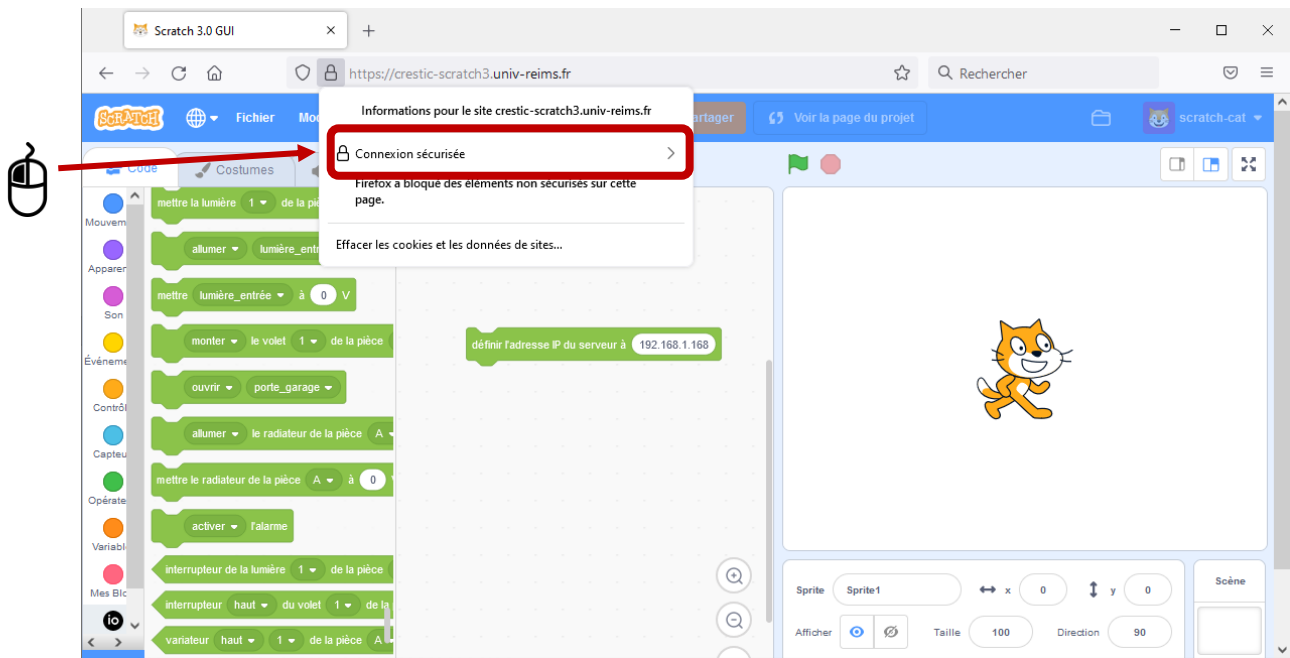 Scratch 3.0 GUI
https://crestic-scratch3.univ-reims.fr
Rechercher
SCRATCH
Fichier
Voir la page du projet
scratch-cat
Informations pour le site crestic-scratch3.univ-reims.fr
Connexion sécurisée
Firefox a bloqué des éléments non sécurisés sur cette
page.
Effacer les cookies et les données de sites...
Code
Costumes
Mouvem
Apparen
Son
Événeme
Contrôl
Capteu
Opérate
Variabl
Mes Blc
io
mettre la lumière 1 de la piè
allumer lumière_entr
mettre lumière_entrée à 0 V
monter le volet 1 de la pièce
ouvrir porte_garage
allumer le radiateur de la pièce A
mettre le radiateur de la pièce A à 0
activer l'alarme
interrupteur de la lumière 1 de la pièce
interrupteur haut du volet 1 de la
variateur haut 1 de la pièce A
définir l'adresse IP du serveur à 192.168.1.168
Sprite Sprite1 x 0 y 0
Afficher Taille 100 Direction 90
Scène